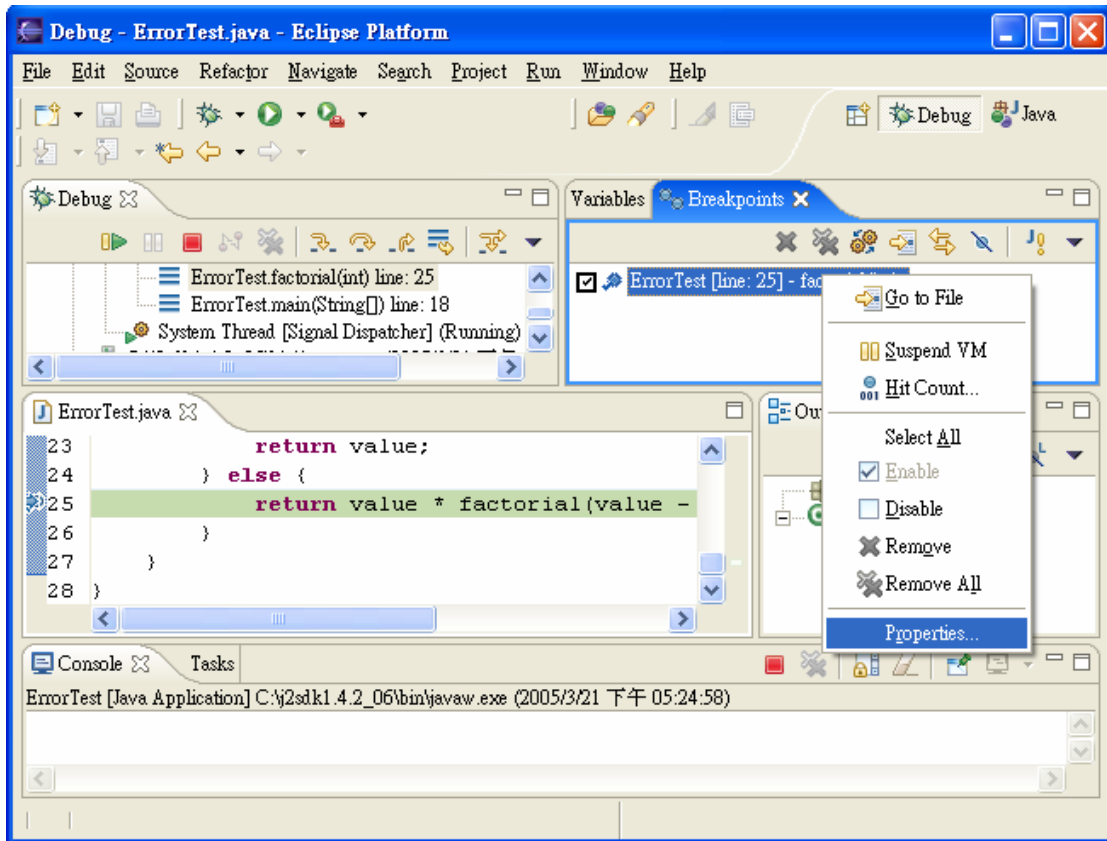 Debug - ErrorTest.java - Eclipse Platform
File Edit Source Refactor Navigate Search Project Run Window Help
Debug Java
Debug
ErrorTest.factorial(int) line: 25
ErrorTest.main(String[]) line: 18
System Thread [Signal Dispatcher] (Running)
Variables Breakpoints
ErrorTest [line: 25] -
Go to File
Suspend VM
001 Hit Count...
Select All
Enable
Disable
Remove
Remove All
Properties...
ErrorTest.java
23 return value;
24 } else {
25 return value * factorial(value -
26 }
27 }
28 }
Console Tasks
ErrorTest [Java Application] C:\j2sdk1.4.2_06\bin\javaw.exe (2005/3/21 下午 05:24:58)